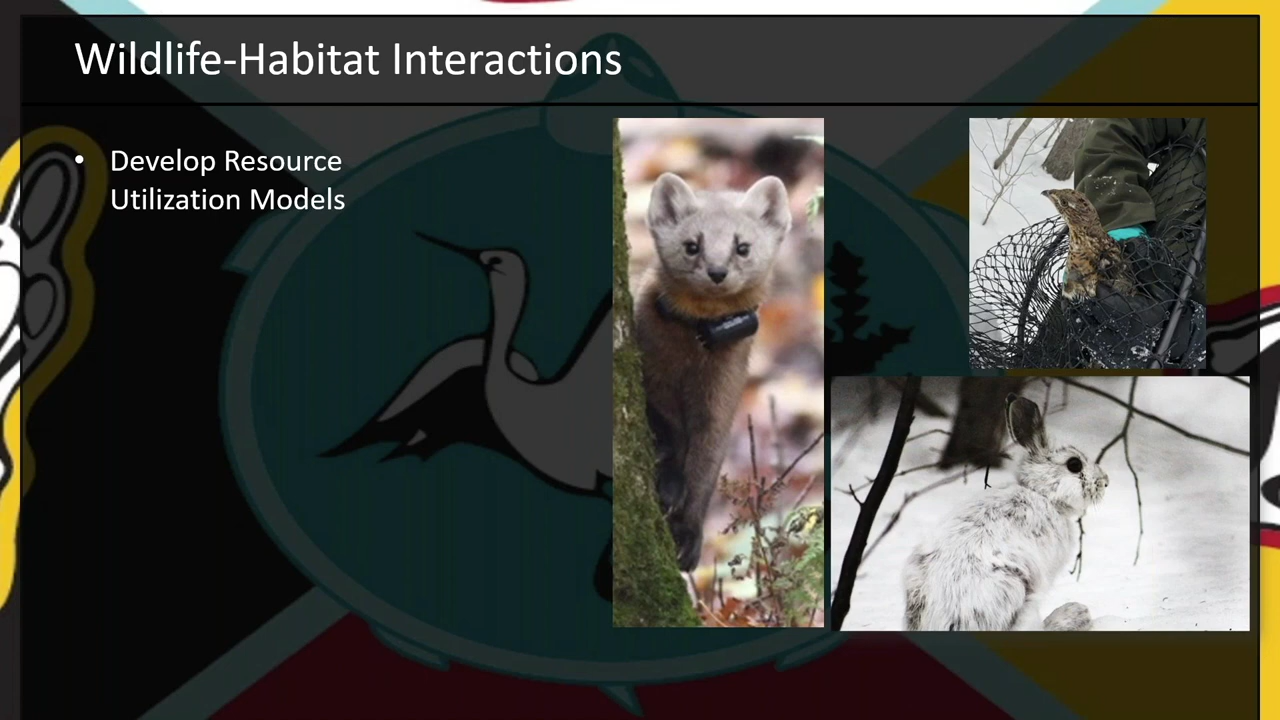 Wildlife-Habitat Interactions
• Develop Resource
Utilization Models